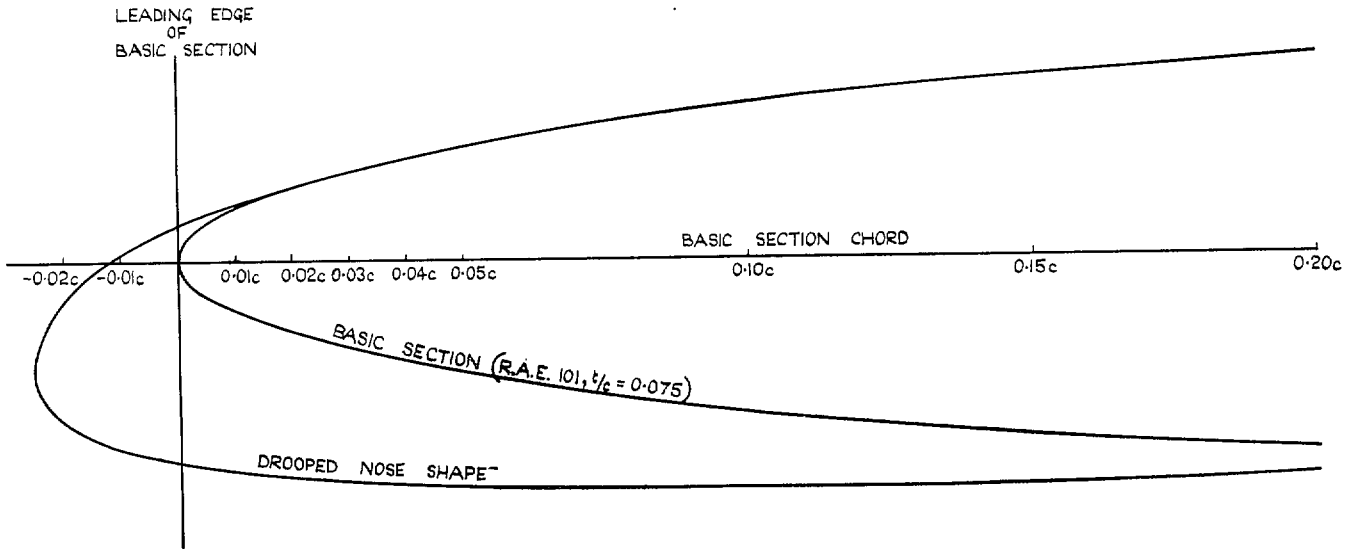 LEADING EDGE
OF
BASIC SECTION
BASIC SECTION CHORD
-0.02c -0.01c 0.01c 0.02c 0.03c 0.04c 0.05c 0.10c 0.15c 0.20c
BASIC SECTION (R.A.E. 101, t/c = 0.075)
DROOPED NOSE SHAPE